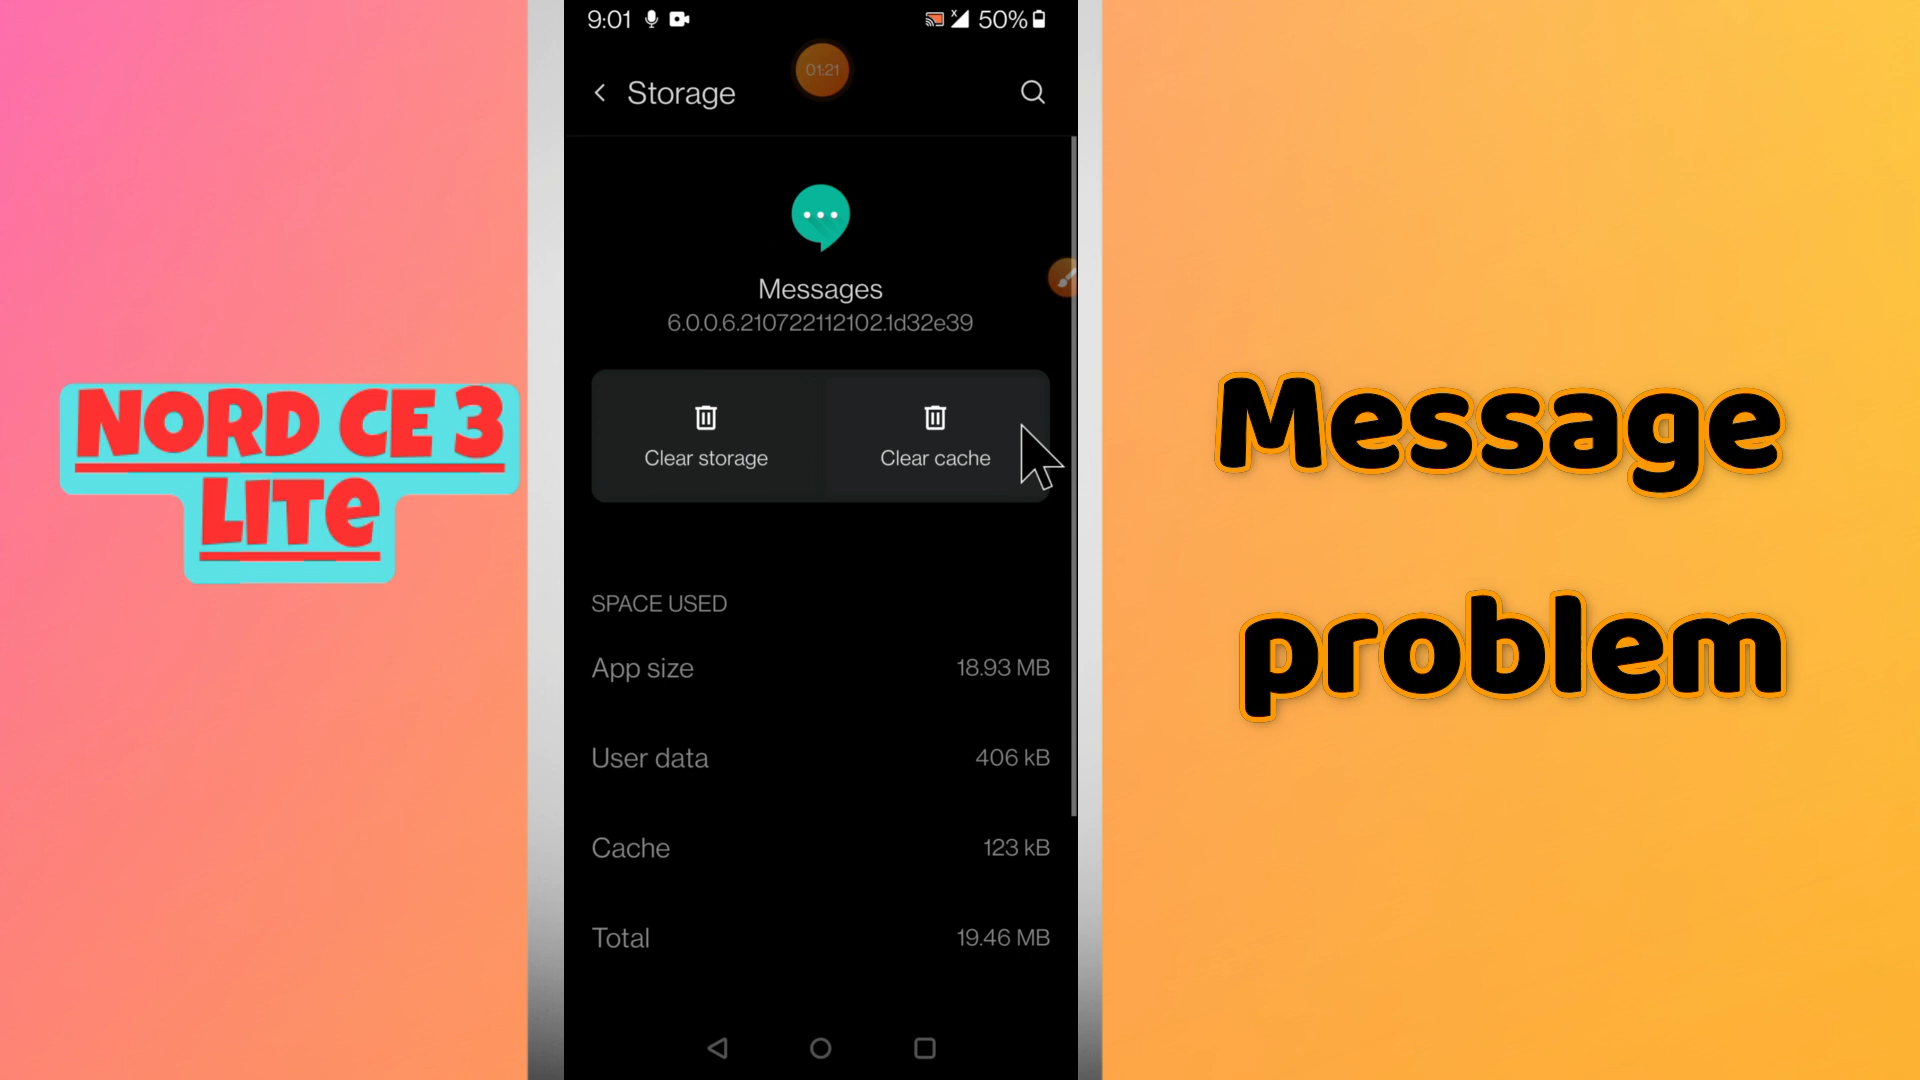 9:01
50%
01:21
Storage
Messages
6.0.0.6.210722112102.1d32e39
Clear storage
Clear cache
SPACE USED
App size
18.93 MB
User data
406 kB
Cache
123 kB
Total
19.46 MB
NORD CE 3
LITe
Message
problem